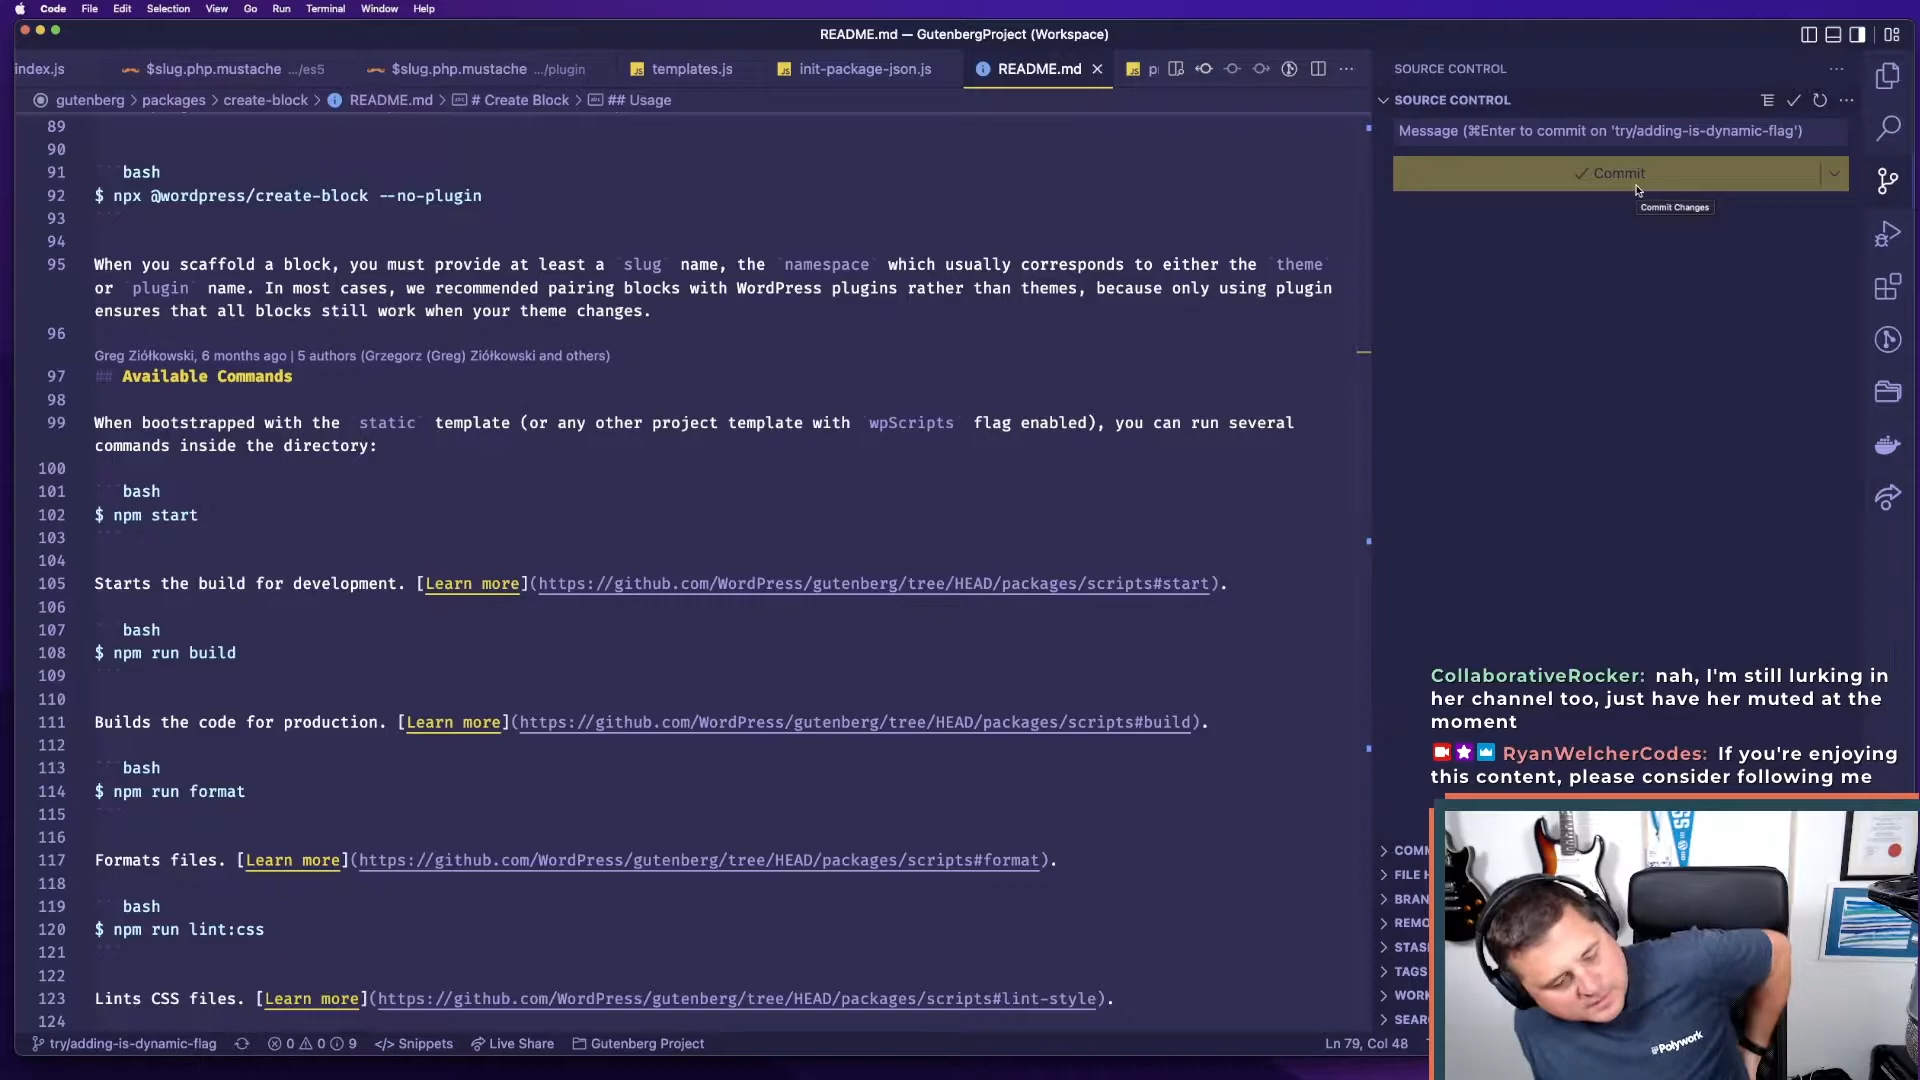 Code File Edit Selection View Go Run Terminal Window Help
README.md — GutenbergProject (Workspace)
index.js $slug.php.mustache .../es5 $slug.php.mustache .../plugin templates.js init-package-json.js README.md
gutenberg > packages > create-block > README.md > # Create Block > ## Usage
89
90
91 ```bash
92 $ npx @wordpress/create-block --no-plugin
93 ```
94
95 When you scaffold a block, you must provide at least a `slug` name, the `namespace` which usually corresponds to either the `theme`
or `plugin` name. In most cases, we recommended pairing blocks with WordPress plugins rather than themes, because only using plugin
ensures that all blocks still work when your theme changes.
96
Greg Ziółkowski, 6 months ago | 5 authors (Grzegorz (Greg) Ziółkowski and others)
97 ## Available Commands
98
99 When bootstrapped with the `static` template (or any other project template with `wpScripts` flag enabled), you can run several
commands inside the directory:
100
101 ```bash
102 $ npm start
103 ```
104
105 Starts the build for development. [Learn more](https://github.com/WordPress/gutenberg/tree/HEAD/packages/scripts#start).
106
107 ```bash
108 $ npm run build
109 ```
110
111 Builds the code for production. [Learn more](https://github.com/WordPress/gutenberg/tree/HEAD/packages/scripts#build).
112
113 ```bash
114 $ npm run format
115 ```
116
117 Formats files. [Learn more](https://github.com/WordPress/gutenberg/tree/HEAD/packages/scripts#format).
118
119 ```bash
120 $ npm run lint:css
121 ```
122
123 Lints CSS files. [Learn more](https://github.com/WordPress/gutenberg/tree/HEAD/packages/scripts#lint-style).
124
SOURCE CONTROL
SOURCE CONTROL
Message (⌘Enter to commit on 'try/adding-is-dynamic-flag')
Commit
Commit Changes
CollaborativeRocker: nah, I'm still lurking in
her channel too, just have her muted at the
moment
RyanWelcherCodes: If you're enjoying
this content, please consider following me
COMM
FILE H
BRAN
REMO
STAS
TAGS
WORK
SEAR
Polywork
try/adding-is-dynamic-flag 0 0 9 Snippets Live Share Gutenberg Project Ln 79, Col 48